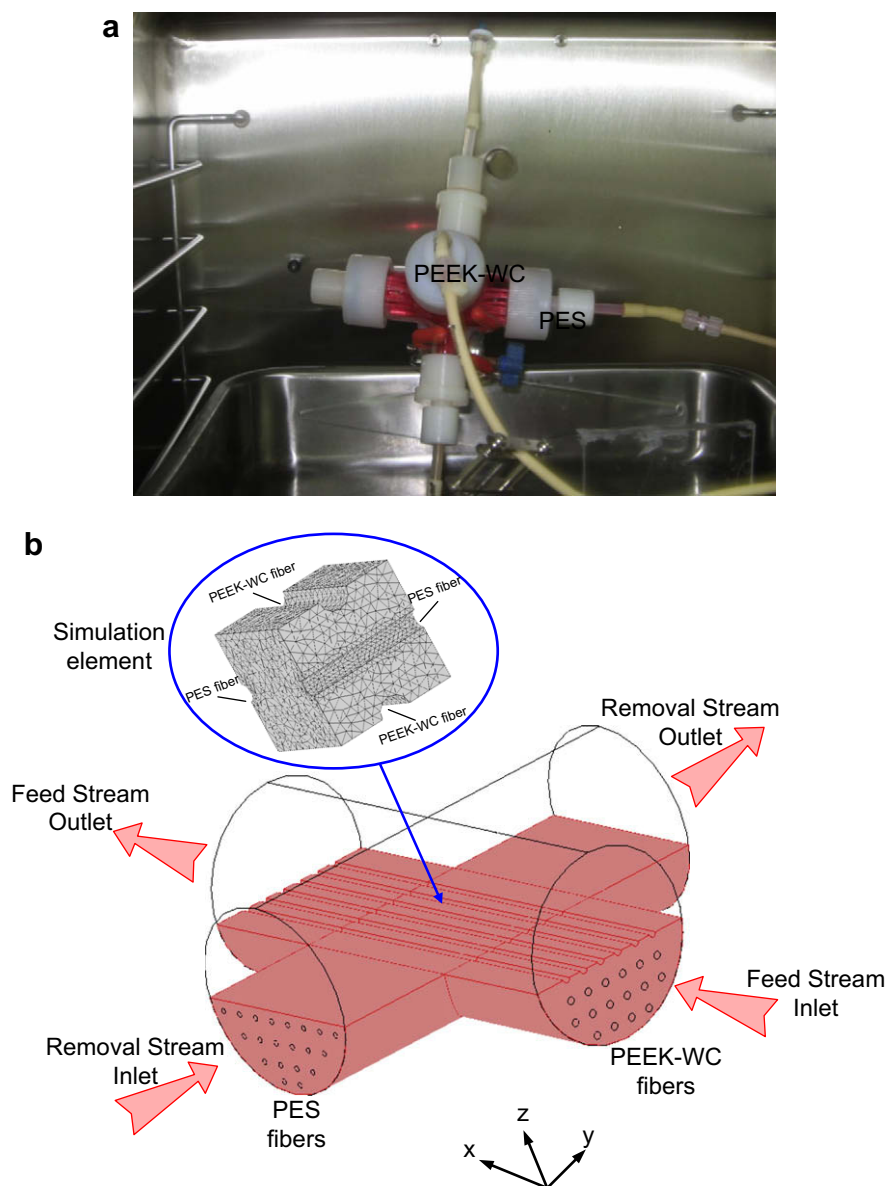 a
PEEK-WC
PES
b
PEEK-WC fiber
PES fiber
Simulation
element
PES fiber
PEEK-WC fiber
Removal Stream
Outlet
Feed Stream
Outlet
Feed Stream
Inlet
Removal Stream
Inlet
PEEK-WC
fibers
PES
fibers
z
y
x